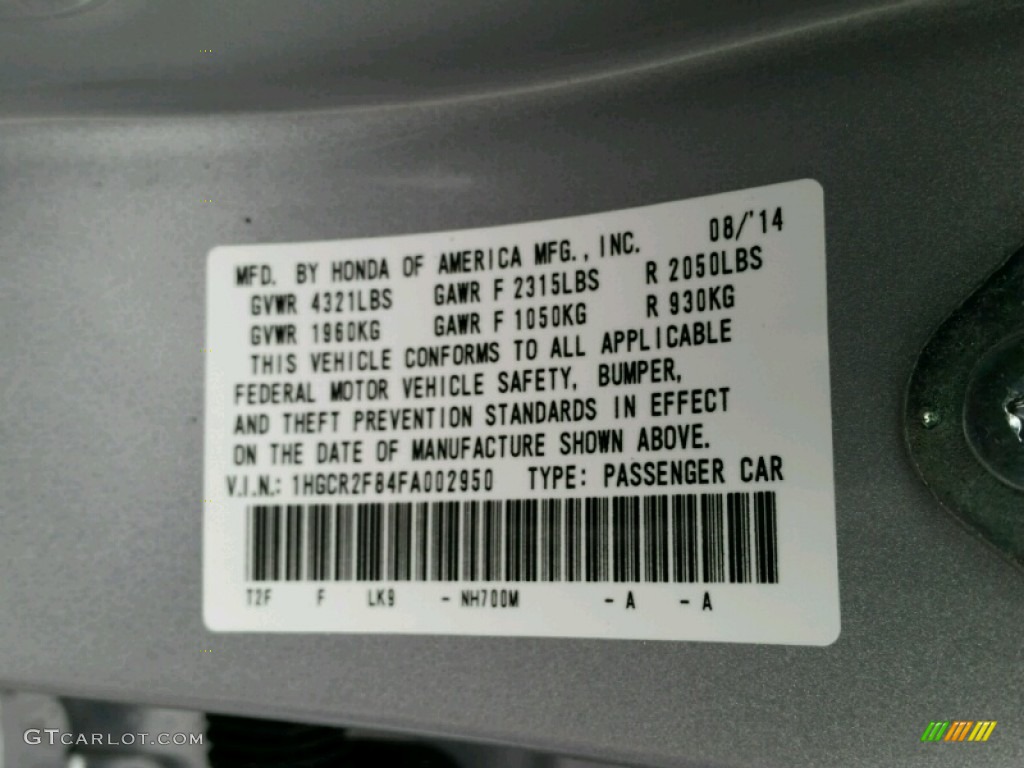 MFD. BY HONDA OF AMERICA MFG., INC. 08/'14
GVWR 4321LBS GAWR F 2315LBS R 2050LBS
GVWR 1960KG GAWR F 1050KG R 930KG
THIS VEHICLE CONFORMS TO ALL APPLICABLE
FEDERAL MOTOR VEHICLE SAFETY, BUMPER,
AND THEFT PREVENTION STANDARDS IN EFFECT
ON THE DATE OF MANUFACTURE SHOWN ABOVE.
V.I.N.: 1HGCR2F84FA002950 TYPE: PASSENGER CAR
T2F F LK9 - NH700M - A - A
GTCARLOT.COM